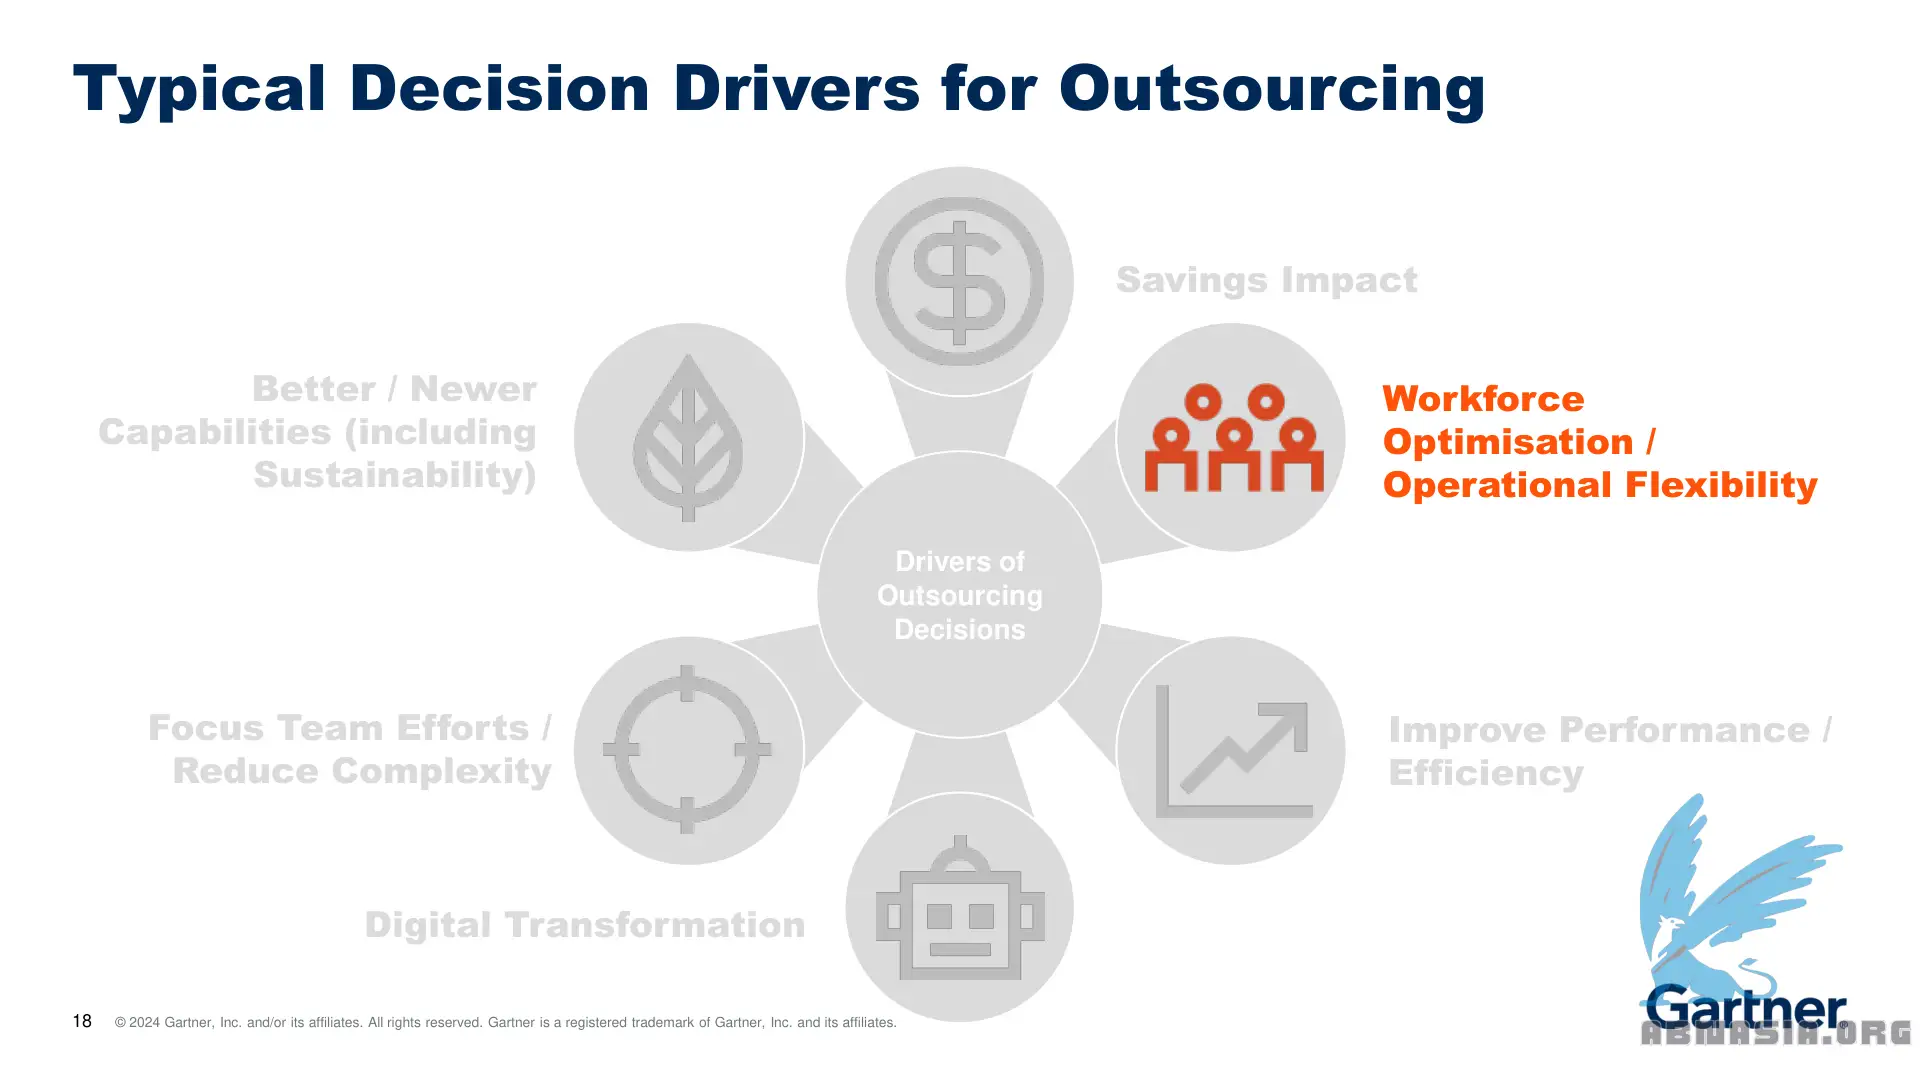 Typical Decision Drivers for Outsourcing
Savings Impact
Better / Newer
Capabilities (including
Sustainability)
Workforce
Optimisation /
Operational Flexibility
Drivers of
Outsourcing
Decisions
Focus Team Efforts /
Reduce Complexity
Improve Performance /
Efficiency
Digital Transformation
18 © 2024 Gartner, Inc. and/or its affiliates. All rights reserved. Gartner is a registered trademark of Gartner, Inc. and its affiliates.
Gartner®
ABNASIA.ORG